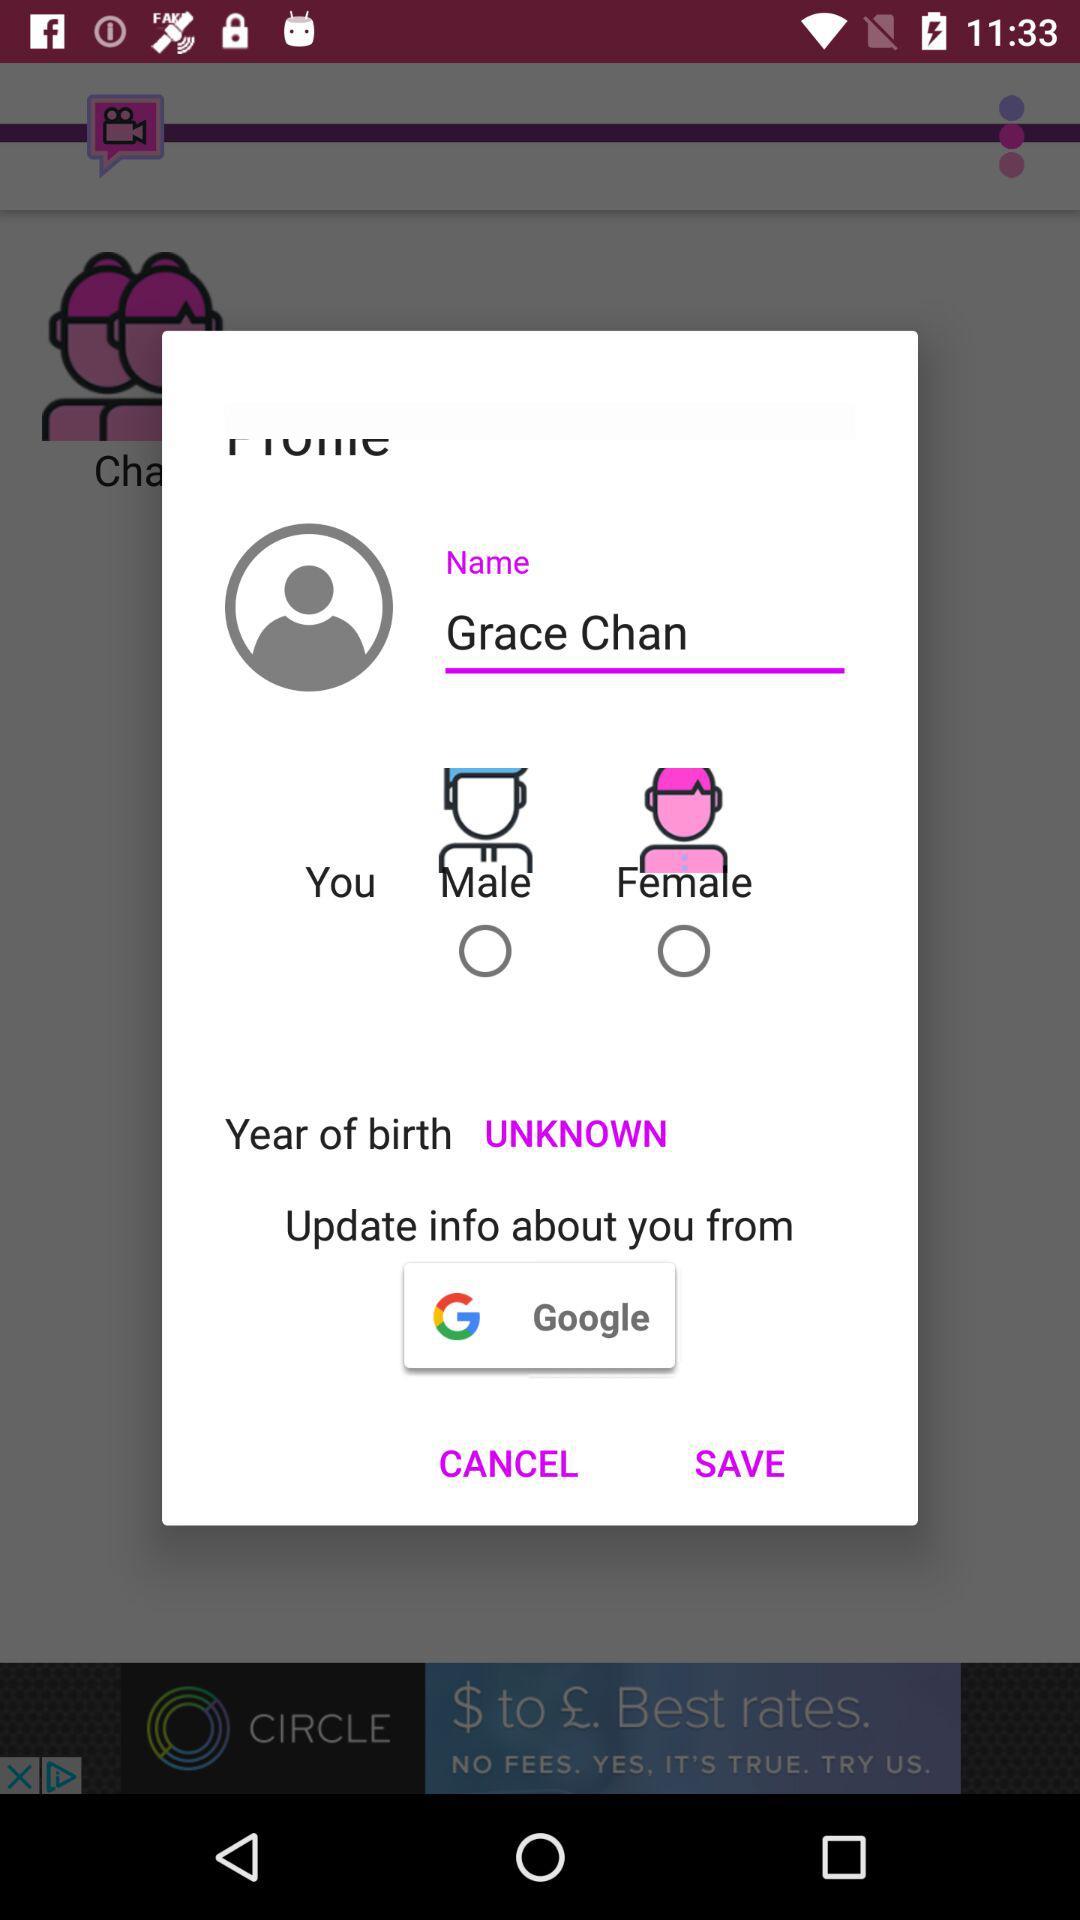 FAKE
11:33
Cha
Profile
Name
Grace Chan
You Male Female
Year of birth UNKNOWN
Update info about you from
Google
CANCEL SAVE
CIRCLE
$ to £. Best rates.
NO FEES. YES, IT'S TRUE. TRY US.